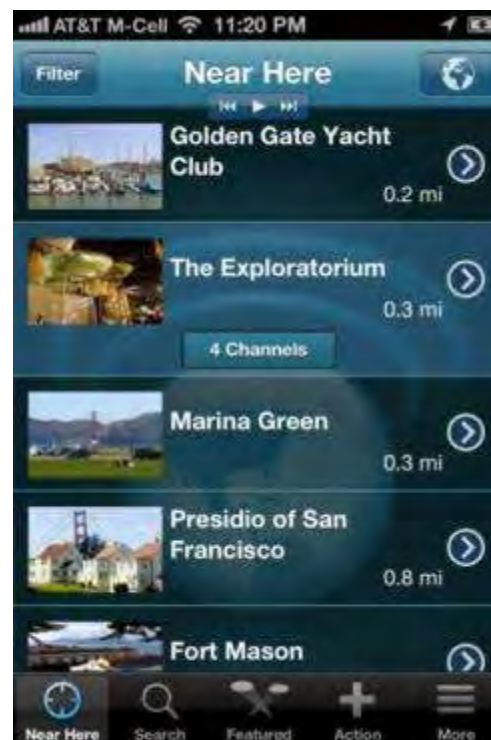 AT&T M-Cell 11:20 PM
Filter
Near Here
Golden Gate Yacht
Club
0.2 mi
The Exploratorium
0.3 mi
4 Channels
Marina Green
0.3 mi
Presidio of San
Francisco
0.8 mi
Fort Mason
Near Here Search Featured Action More